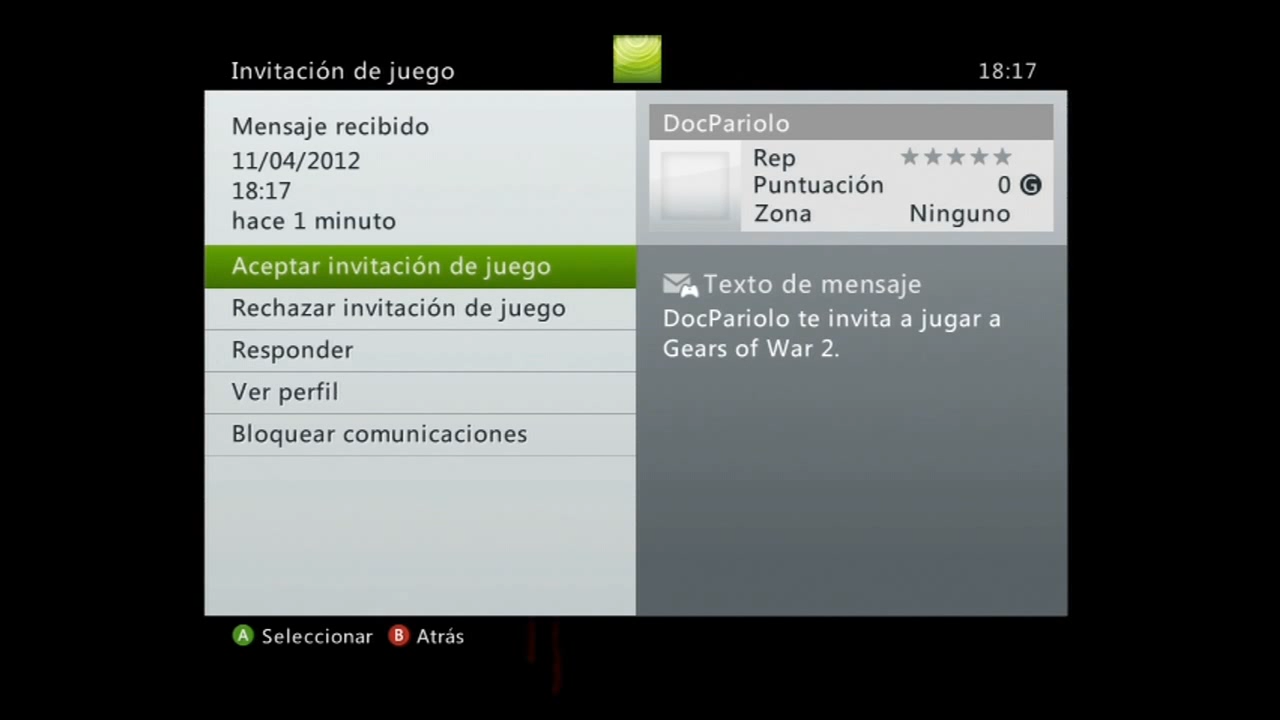 Invitación de juego
18:17
Mensaje recibido
11/04/2012
18:17
hace 1 minuto
Aceptar invitación de juego
Rechazar invitación de juego
Responder
Ver perfil
Bloquear comunicaciones
DocPariolo
Rep
Puntuación 0 G
Zona Ninguno
Texto de mensaje
DocPariolo te invita a jugar a
Gears of War 2.
A Seleccionar B Atrás